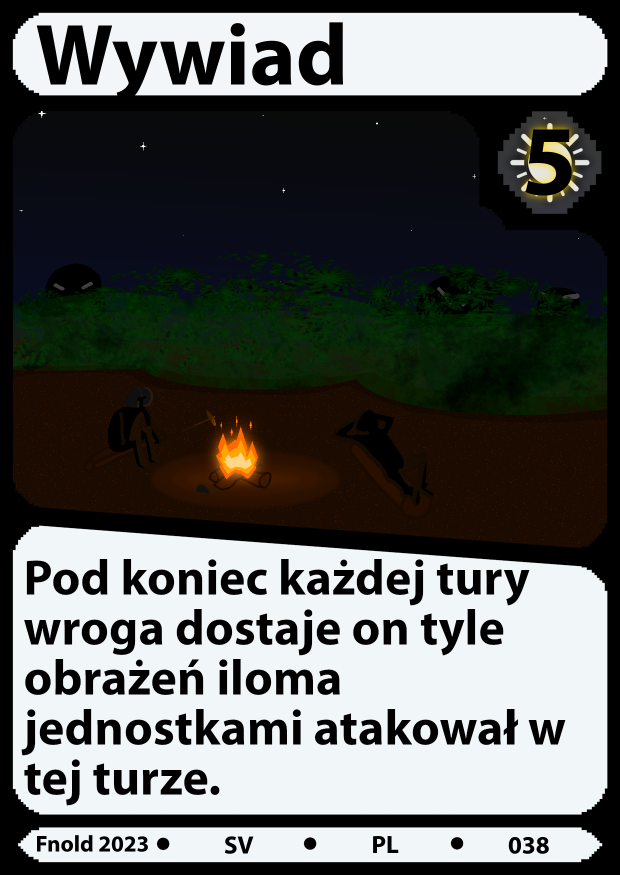 Wywiad
5
Pod koniec każdej tury
wroga dostaje on tyle
obrażeń iloma
jednostkami atakował w
tej turze.
Fnold 2023 • SV • PL • 038